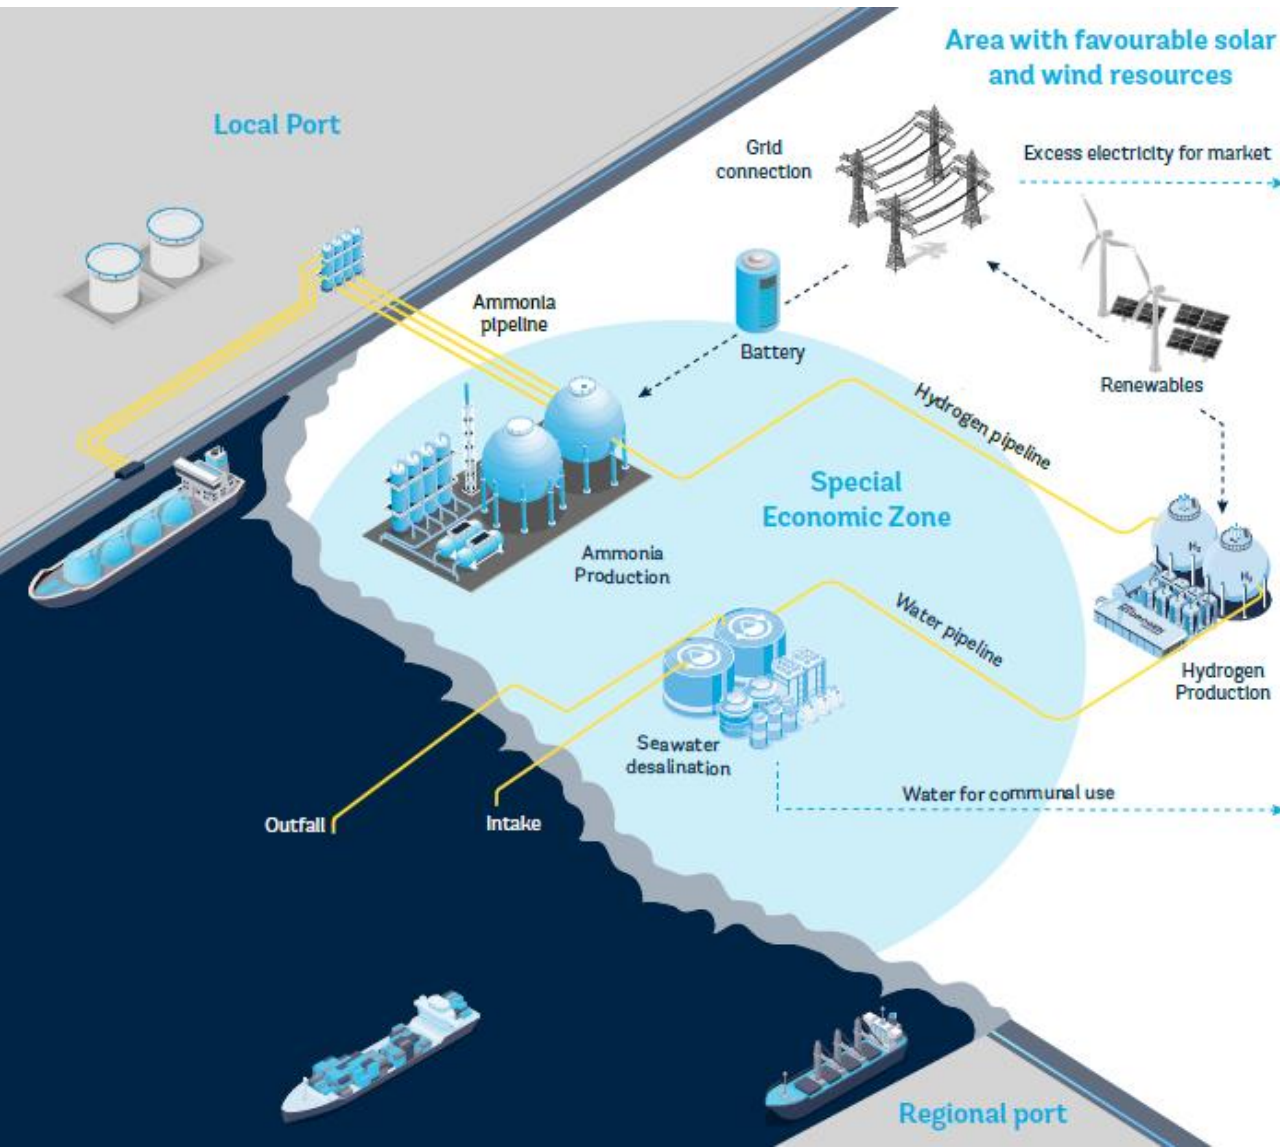 Area with favourable solar
and wind resources
Local Port
Grid
connection
Excess electricity for market
Ammonia
pipeline
Battery
Renewables
Hydrogen pipeline
Special
Economic Zone
Ammonia
Production
H₂
H₂
Water pipeline
Hydrogen
Production
Seawater
desalination
Water for communal use
Outfall
Intake
Regional port